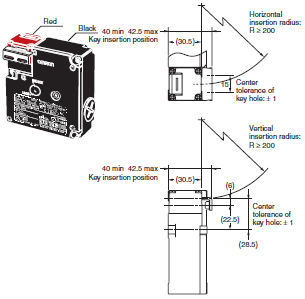 Red
Black
40 min 42.5 max
Key insertion position
(30.5)
Horizontal
insertion radius:
R ≥ 200
15
Center
tolerance of
key hole: ± 1
Vertical
insertion radius:
R ≥ 200
40 min 42.5 max
Key insertion position
(30.5)
(6)
(22.5)
(28.5)
Center
tolerance of
key hole: ± 1
OMRON